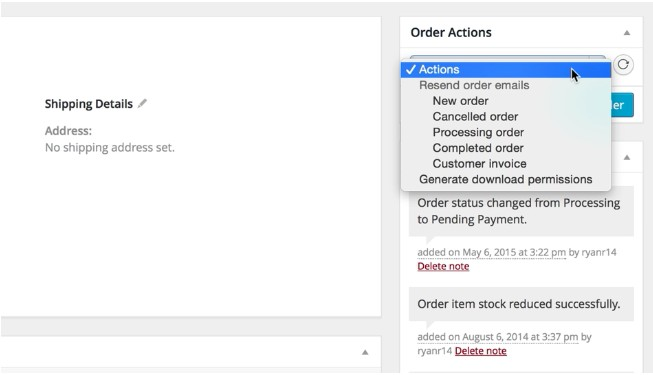 Order Actions
✓ Actions
Resend order emails
New order
Cancelled order
Processing order
Completed order
Customer invoice
Generate download permissions
Shipping Details
Address:
No shipping address set.
Order status changed from Processing
to Pending Payment.
added on May 6, 2015 at 3:22 pm by ryanr14
Delete note
Order item stock reduced successfully.
added on August 6, 2014 at 3:37 pm by
ryanr14 Delete note